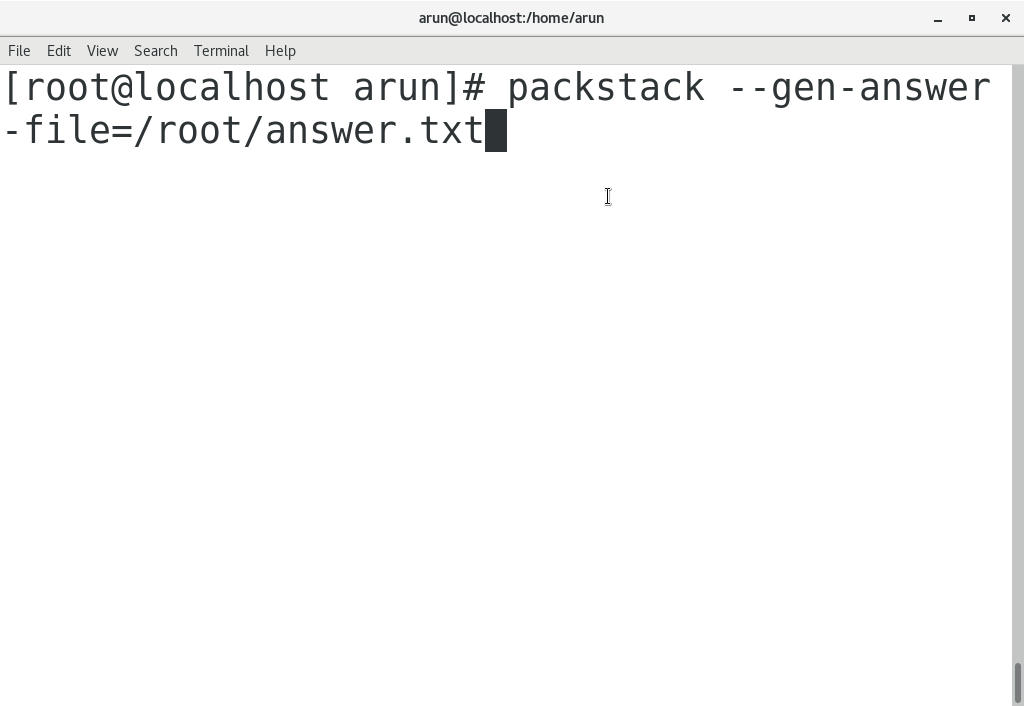 arun@localhost:/home/arun
File Edit View Search Terminal Help
[root@localhost arun]# packstack --gen-answer
-file=/root/answer.txt